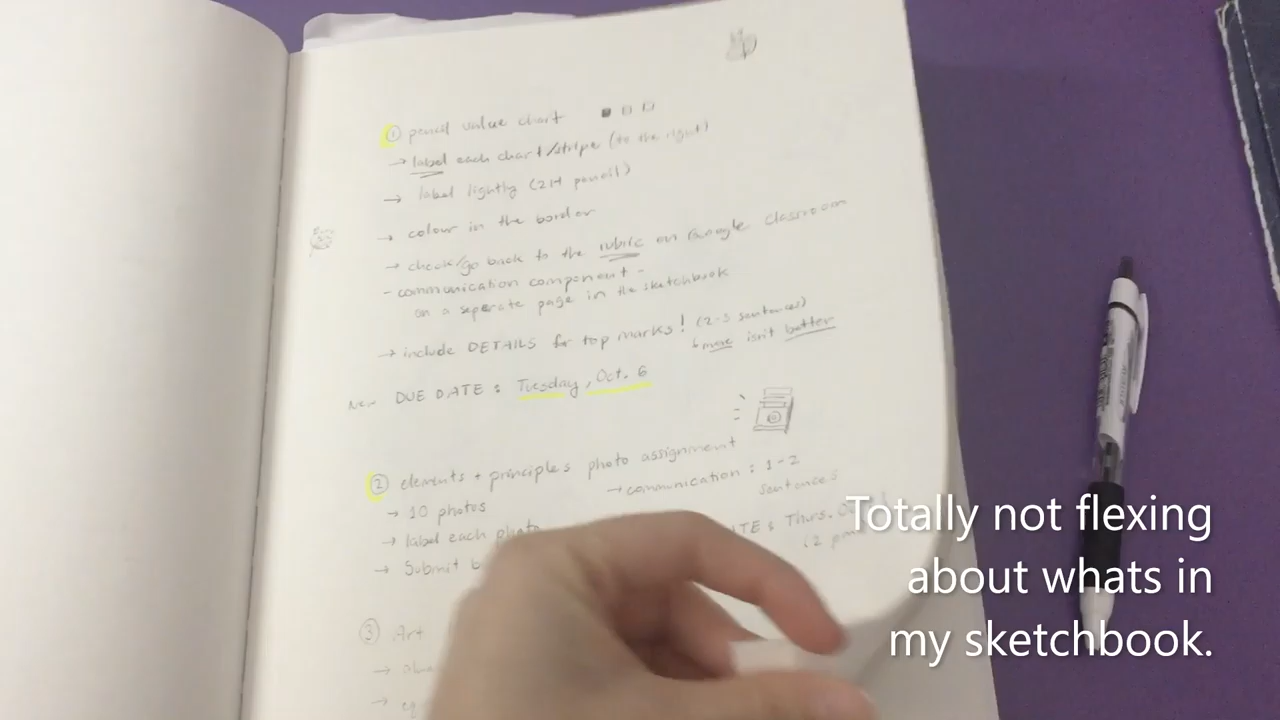 ① pencil value chart
→ label each chart/stripe (to the right)
→ label lightly (2H pencil)
→ colour in the border
→ check/go back to the rubric on Google Classroom
- communication component -
on a seperate page in the sketchbook
→ include DETAILS for top marks! (2-3 sentences)
↳ more isn't better
New DUE DATE : Tuesday, Oct. 6
② elements + principles photo assignment
→ 10 photos
→ communication : 1-2
sentences
→ label each photo
→ Submit
Thurs.
③ Art
Totally not flexing
about whats in
my sketchbook.